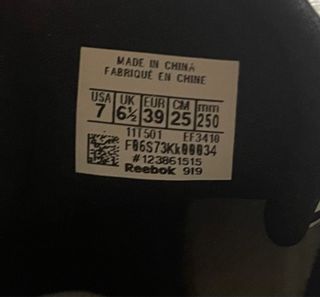 MADE IN CHINA
FABRIQUÉ EN CHINE
USA UK EUR CM mm
7 6½ 39 25 250
11T501 EF3410
F06S73Kk00034
#123861515
Reebok 919